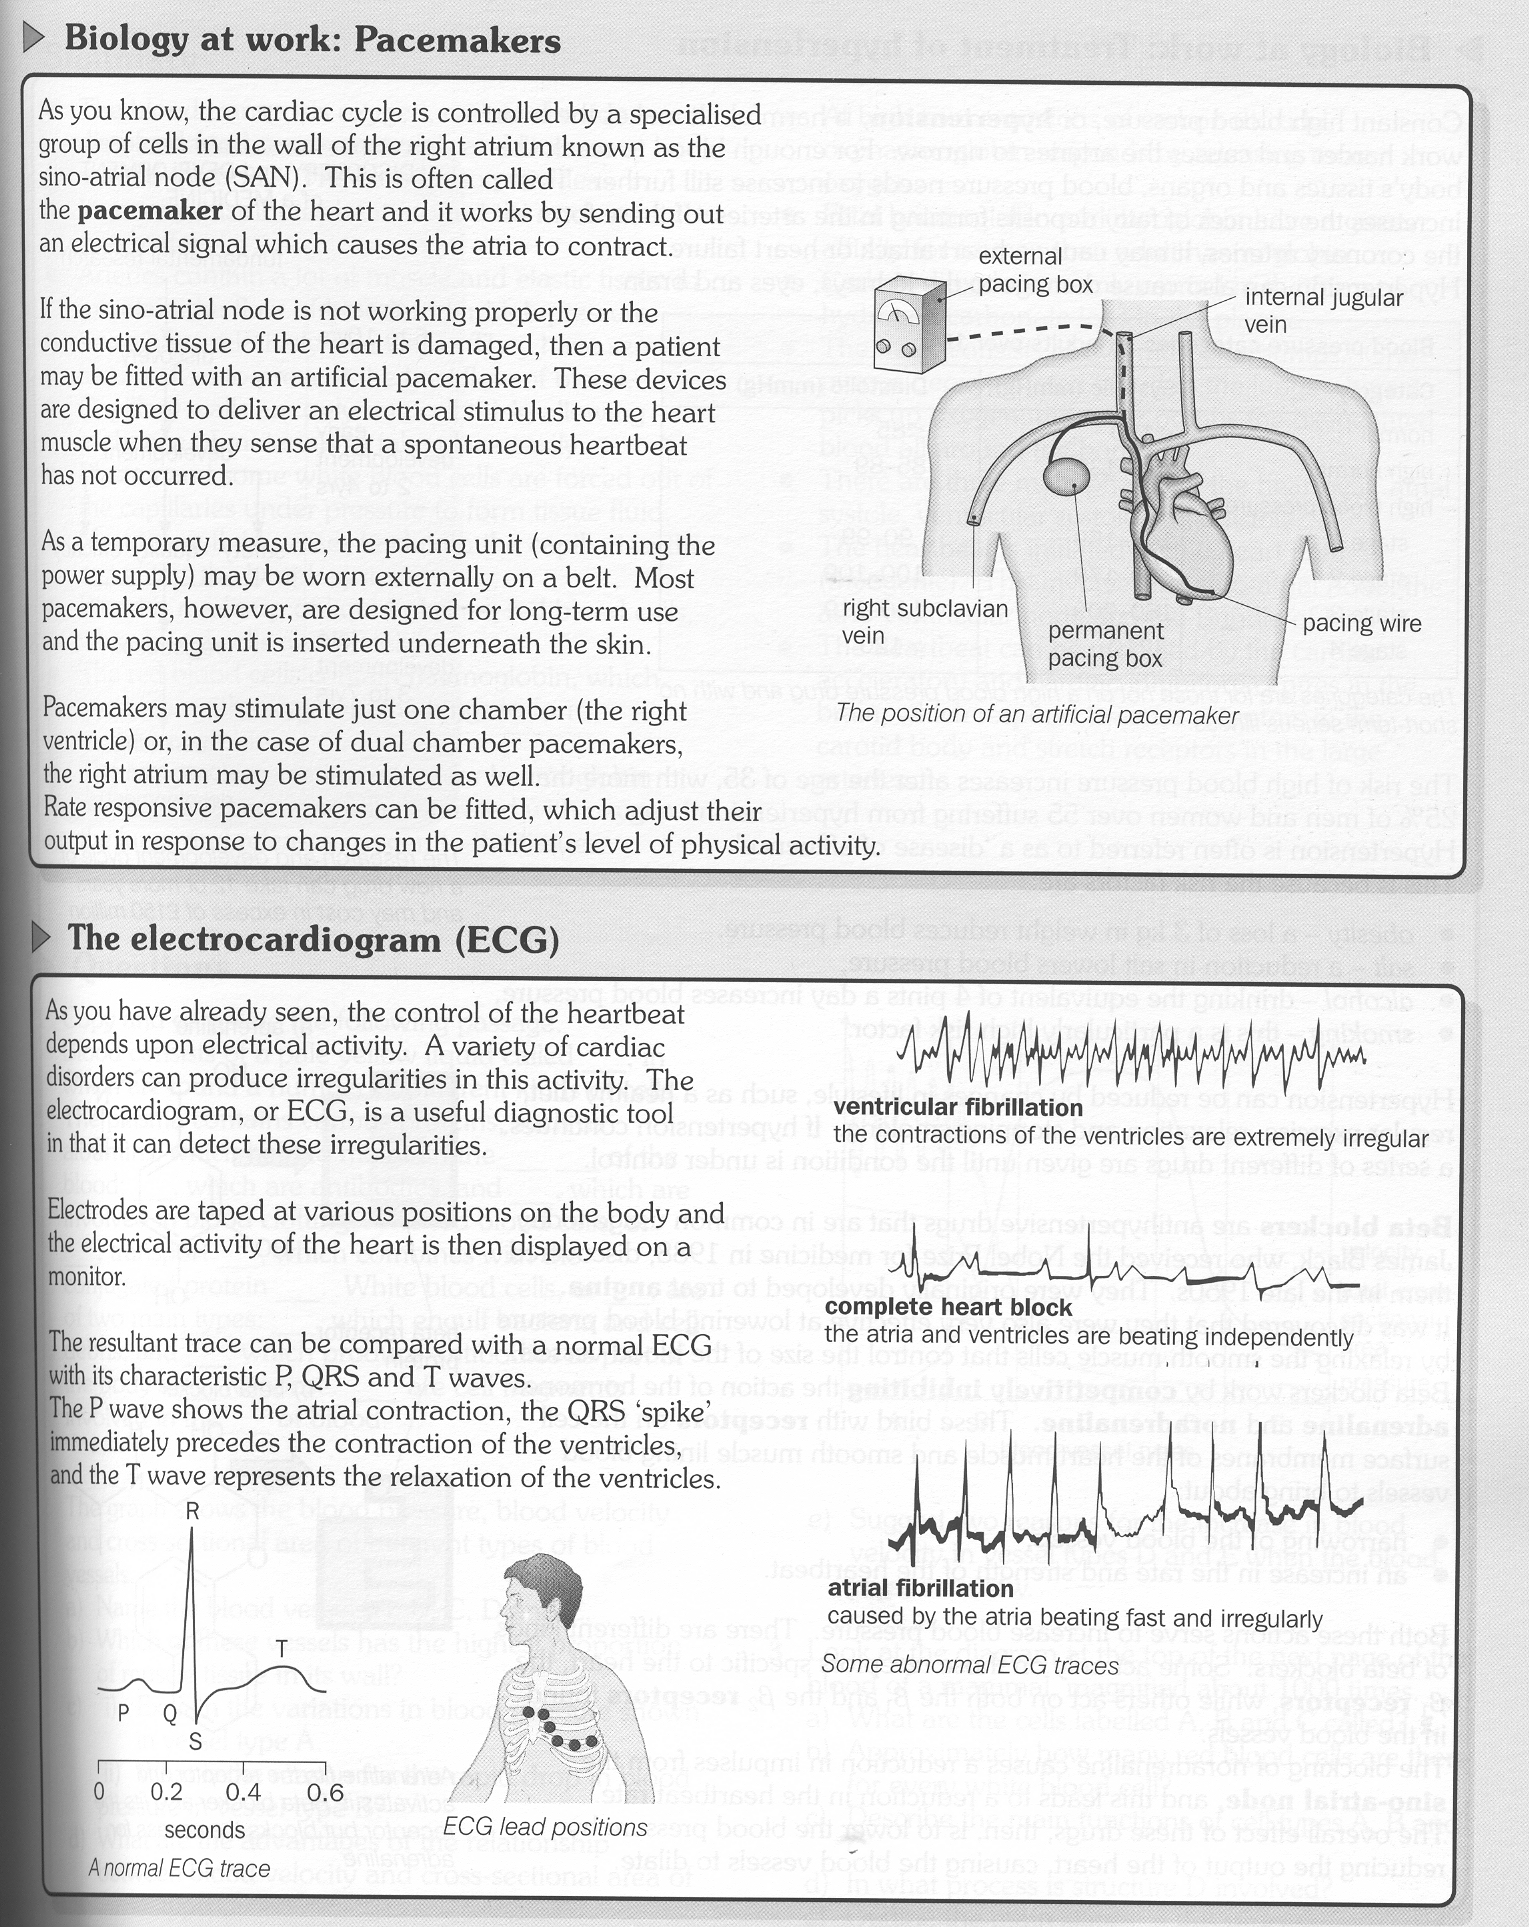 Biology at work: Pacemakers
As you know, the cardiac cycle is controlled by a specialised
group of cells in the wall of the right atrium known as the
sino-atrial node (SAN). This is often called
the pacemaker of the heart and it works by sending out
an electrical signal which causes the atria to contract.
If the sino-atrial node is not working properly or the
conductive tissue of the heart is damaged, then a patient
may be fitted with an artificial pacemaker. These devices
are designed to deliver an electrical stimulus to the heart
muscle when they sense that a spontaneous heartbeat
has not occurred.
As a temporary measure, the pacing unit (containing the
power supply) may be worn externally on a belt. Most
pacemakers, however, are designed for long-term use
and the pacing unit is inserted underneath the skin.
Pacemakers may stimulate just one chamber (the right
ventricle) or, in the case of dual chamber pacemakers,
the right atrium may be stimulated as well.
Rate responsive pacemakers can be fitted, which adjust their
output in response to changes in the patient's level of physical activity.
external
pacing box
internal jugular
vein
right subclavian
vein
permanent
pacing box
pacing wire
The position of an artificial pacemaker
The electrocardiogram (ECG)
As you have already seen, the control of the heartbeat
depends upon electrical activity. A variety of cardiac
disorders can produce irregularities in this activity. The
electrocardiogram, or ECG, is a useful diagnostic tool
in that it can detect these irregularities.
Electrodes are taped at various positions on the body and
the electrical activity of the heart is then displayed on a
monitor.
The resultant trace can be compared with a normal ECG
with its characteristic P, QRS and T waves.
The P wave shows the atrial contraction, the QRS 'spike'
immediately precedes the contraction of the ventricles,
and the T wave represents the relaxation of the ventricles.
R
T
P
Q
S
0 0.2 0.4 0.6
seconds
A normal ECG trace
ECG lead positions
ventricular fibrillation
the contractions of the ventricles are extremely irregular
complete heart block
the atria and ventricles are beating independently
atrial fibrillation
caused by the atria beating fast and irregularly
Some abnormal ECG traces